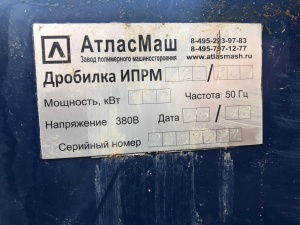 АтласМаш
Завод полимерного машиностроения
8-495-223-97-83
8-495-797-12-77
www.atlasmash.ru
Дробилка ИПРМ
Мощность, кВт Частота 50 Гц
Напряжение 380В Дата
Серийный номер